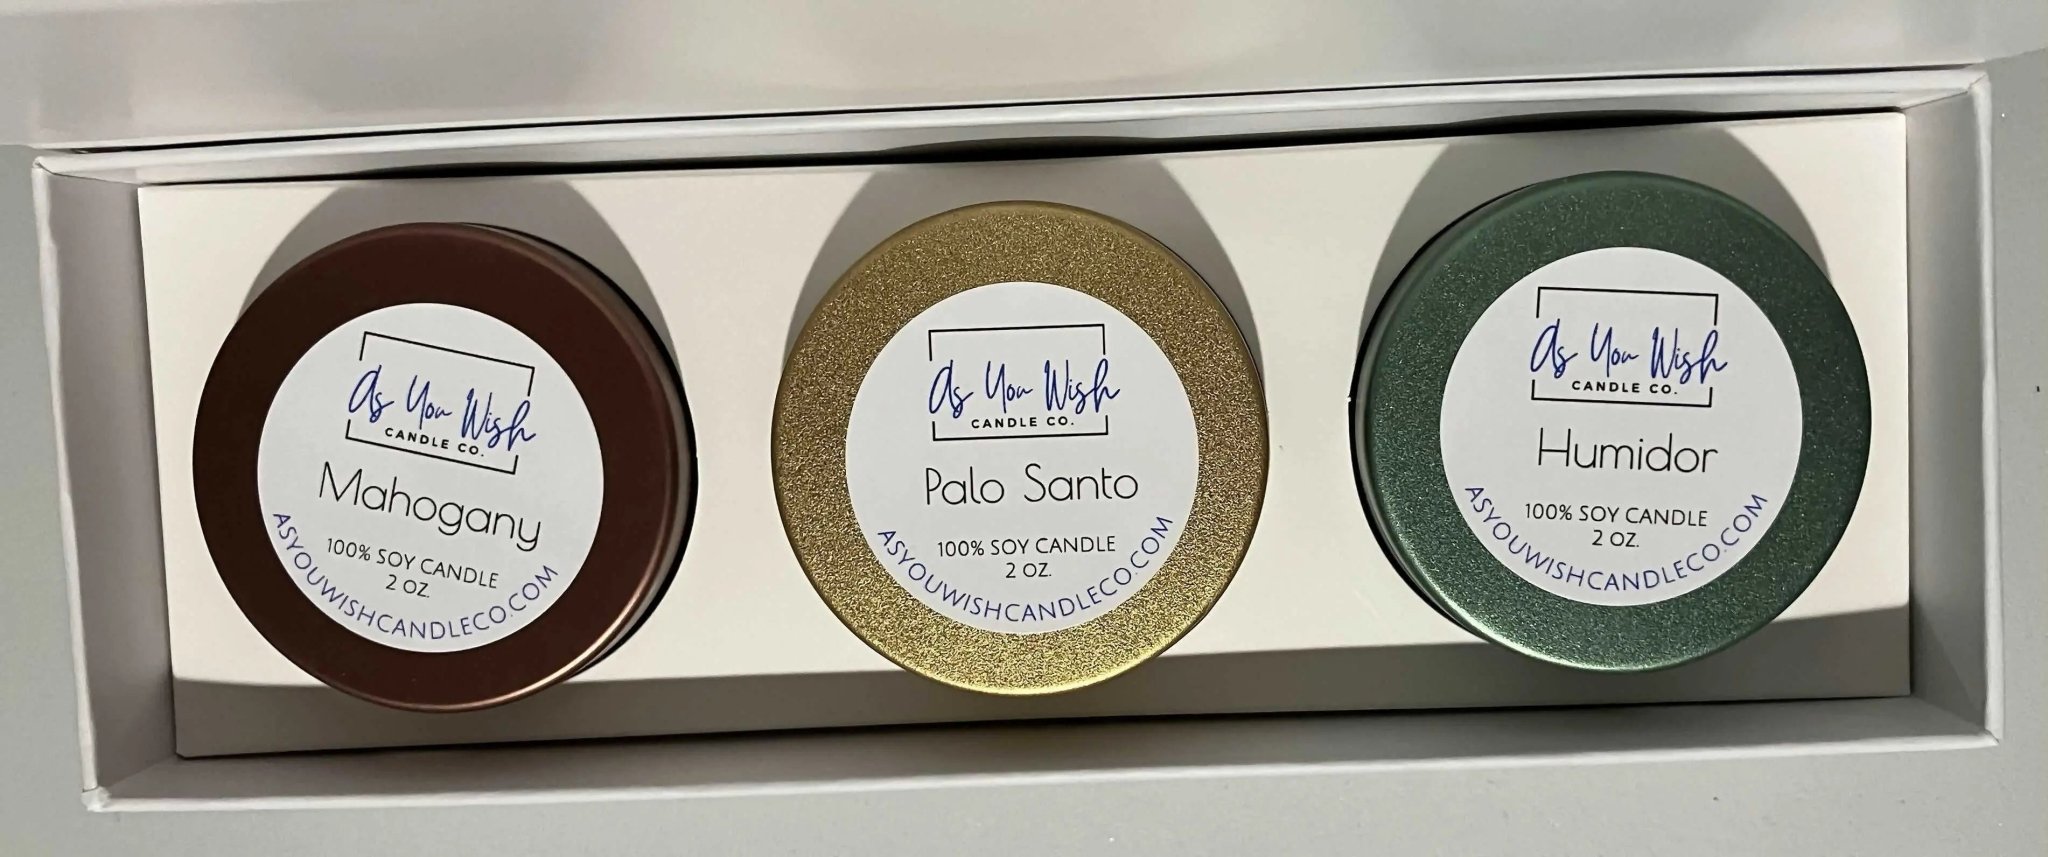 As You Wish
CANDLE CO.
Mahogany
100% SOY CANDLE
2 OZ.
ASYOUWISHCANDLECO.COM
As You Wish
CANDLE CO.
Palo Santo
100% SOY CANDLE
2 OZ.
ASYOUWISHCANDLECO.COM
As You Wish
CANDLE CO.
Humidor
100% SOY CANDLE
2 OZ.
ASYOUWISHCANDLECO.COM